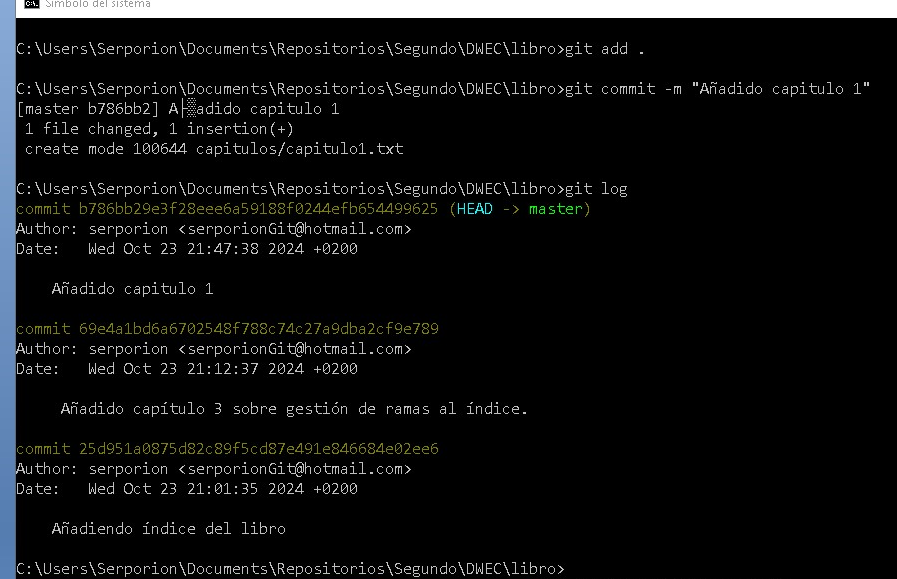 Símbolo del sistema
C:\Users\Serporion\Documents\Repositorios\Segundo\DWEC\libro>git add .
C:\Users\Serporion\Documents\Repositorios\Segundo\DWEC\libro>git commit -m "Añadido capitulo 1"
[master b786bb2] A├▒adido capitulo 1
1 file changed, 1 insertion(+)
create mode 100644 capitulos/capitulo1.txt
C:\Users\Serporion\Documents\Repositorios\Segundo\DWEC\libro>git log
commit b786bb29e3f28eee6a59188f0244efb654499625 (HEAD -> master)
Author: serporion <serporionGit@hotmail.com>
Date:   Wed Oct 23 21:47:38 2024 +0200
Añadido capitulo 1
commit 69e4a1bd6a6702548f788c74c27a9dba2cf9e789
Author: serporion <serporionGit@hotmail.com>
Date:   Wed Oct 23 21:12:37 2024 +0200
Añadido capítulo 3 sobre gestión de ramas al índice.
commit 25d951a0875d82c89f5cd87e491e846684e02ee6
Author: serporion <serporionGit@hotmail.com>
Date:   Wed Oct 23 21:01:35 2024 +0200
Añadiendo índice del libro
C:\Users\Serporion\Documents\Repositorios\Segundo\DWEC\libro>